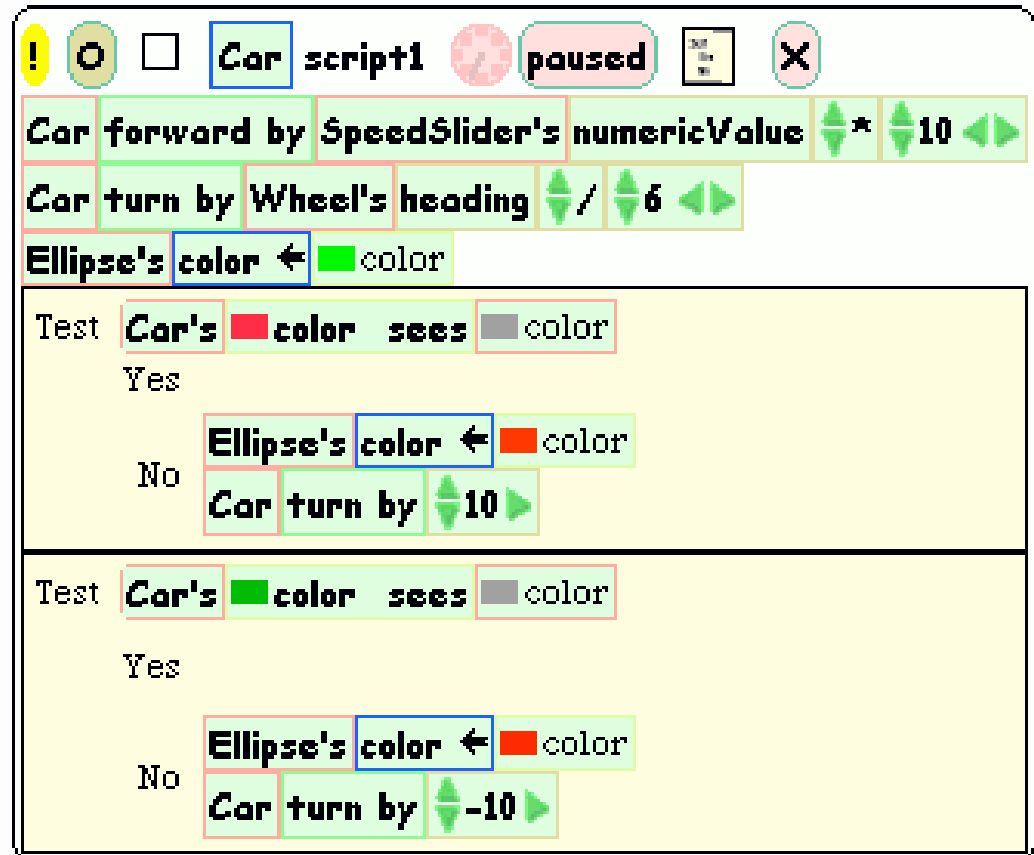 ! O Car script1 paused X
Car forward by SpeedSlider's numericValue * 10
Car turn by Wheel's heading / 6
Ellipse's color ← color
Test Car's color sees color
Yes
Ellipse's color ← color
No
Car turn by 10
Test Car's color sees color
Yes
Ellipse's color ← color
No
Car turn by -10